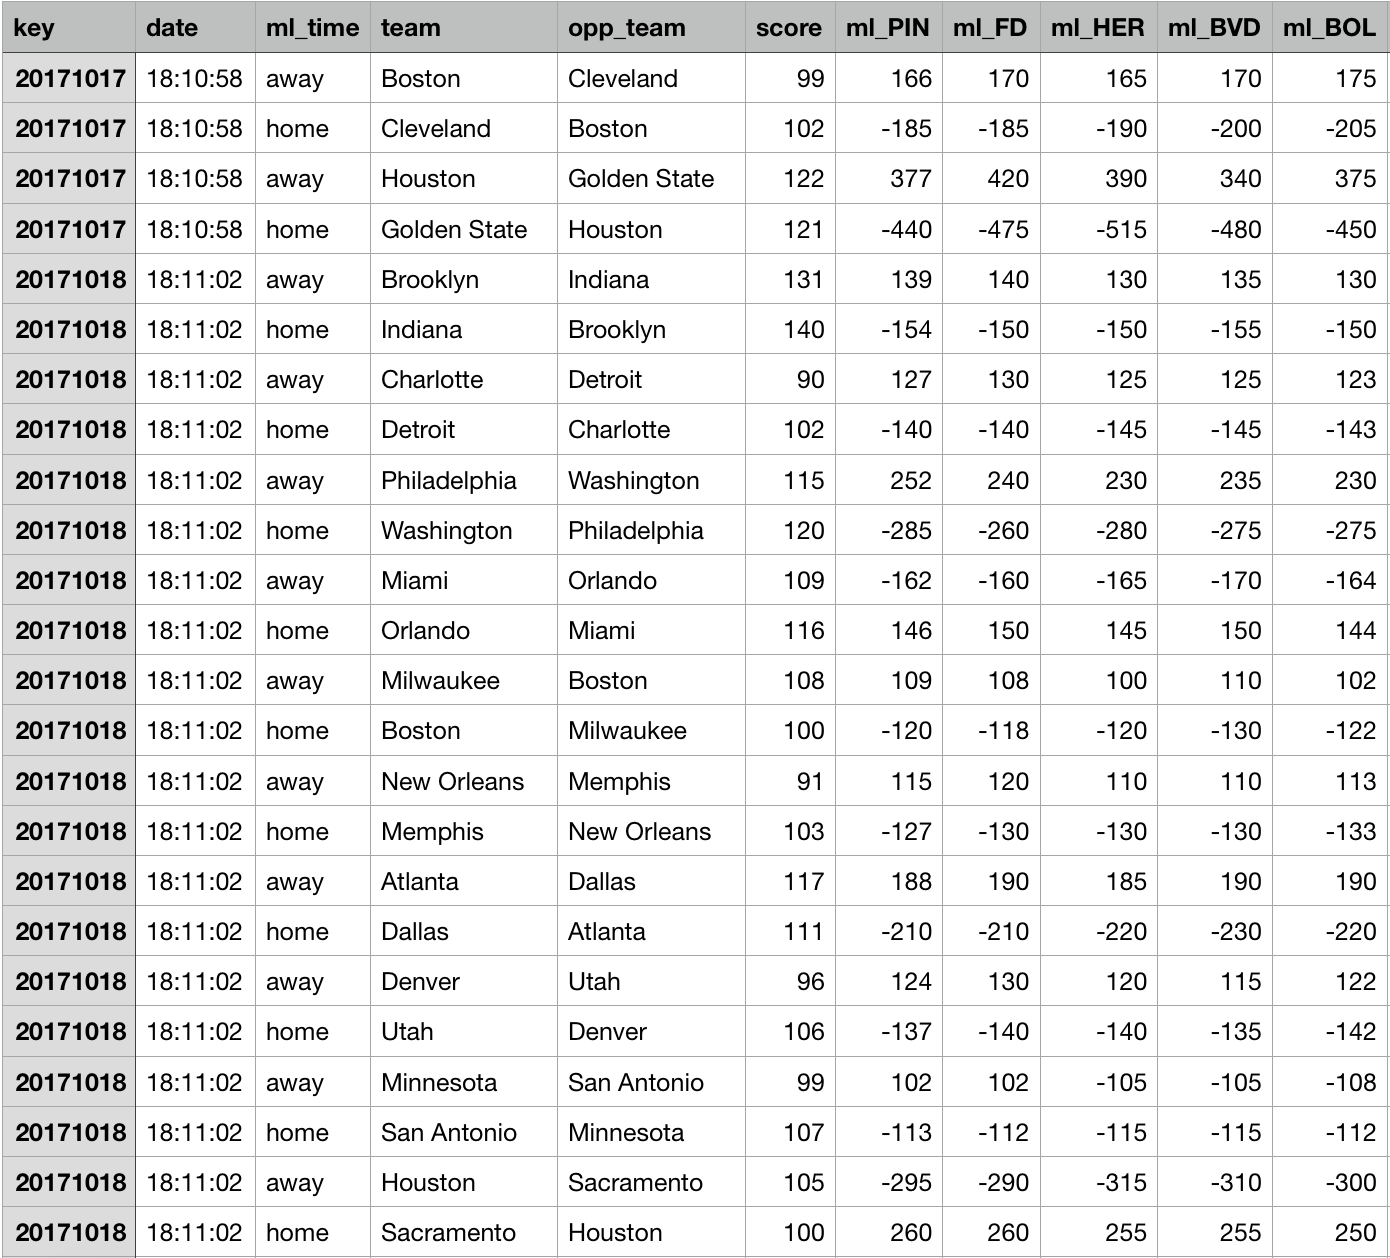 key date ml_time team opp_team score ml_PIN ml_FD ml_HER ml_BVD ml_BOL
20171017 18:10:58 away Boston Cleveland 99 166 170 165 170 175
20171017 18:10:58 home Cleveland Boston 102 -185 -185 -190 -200 -205
20171017 18:10:58 away Houston Golden State 122 377 420 390 340 375
20171017 18:10:58 home Golden State Houston 121 -440 -475 -515 -480 -450
20171018 18:11:02 away Brooklyn Indiana 131 139 140 130 135 130
20171018 18:11:02 home Indiana Brooklyn 140 -154 -150 -150 -155 -150
20171018 18:11:02 away Charlotte Detroit 90 127 130 125 125 123
20171018 18:11:02 home Detroit Charlotte 102 -140 -140 -145 -145 -143
20171018 18:11:02 away Philadelphia Washington 115 252 240 230 235 230
20171018 18:11:02 home Washington Philadelphia 120 -285 -260 -280 -275 -275
20171018 18:11:02 away Miami Orlando 109 -162 -160 -165 -170 -164
20171018 18:11:02 home Orlando Miami 116 146 150 145 150 144
20171018 18:11:02 away Milwaukee Boston 108 109 108 100 110 102
20171018 18:11:02 home Boston Milwaukee 100 -120 -118 -120 -130 -122
20171018 18:11:02 away New Orleans Memphis 91 115 120 110 110 113
20171018 18:11:02 home Memphis New Orleans 103 -127 -130 -130 -130 -133
20171018 18:11:02 away Atlanta Dallas 117 188 190 185 190 190
20171018 18:11:02 home Dallas Atlanta 111 -210 -210 -220 -230 -220
20171018 18:11:02 away Denver Utah 96 124 130 120 115 122
20171018 18:11:02 home Utah Denver 106 -137 -140 -140 -135 -142
20171018 18:11:02 away Minnesota San Antonio 99 102 102 -105 -105 -108
20171018 18:11:02 home San Antonio Minnesota 107 -113 -112 -115 -115 -112
20171018 18:11:02 away Houston Sacramento 105 -295 -290 -315 -310 -300
20171018 18:11:02 home Sacramento Houston 100 260 260 255 255 250